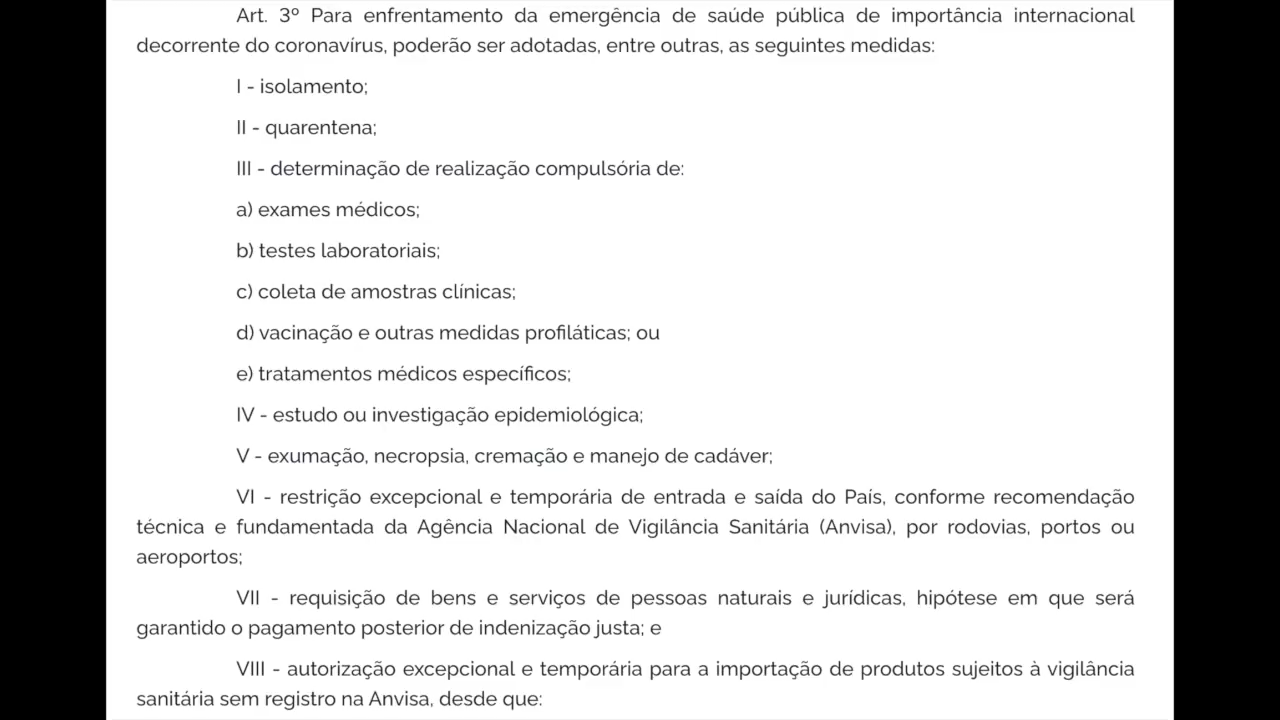 Art. 3º Para enfrentamento da emergência de saúde pública de importância internacional
decorrente do coronavírus, poderão ser adotadas, entre outras, as seguintes medidas:
I - isolamento;
II - quarentena;
III - determinação de realização compulsória de:
a) exames médicos;
b) testes laboratoriais;
c) coleta de amostras clínicas;
d) vacinação e outras medidas profiláticas; ou
e) tratamentos médicos específicos;
IV - estudo ou investigação epidemiológica;
V - exumação, necropsia, cremação e manejo de cadáver;
VI - restrição excepcional e temporária de entrada e saída do País, conforme recomendação
técnica e fundamentada da Agência Nacional de Vigilância Sanitária (Anvisa), por rodovias, portos ou
aeroportos;
VII - requisição de bens e serviços de pessoas naturais e jurídicas, hipótese em que será
garantido o pagamento posterior de indenização justa; e
VIII - autorização excepcional e temporária para a importação de produtos sujeitos à vigilância
sanitária sem registro na Anvisa, desde que: